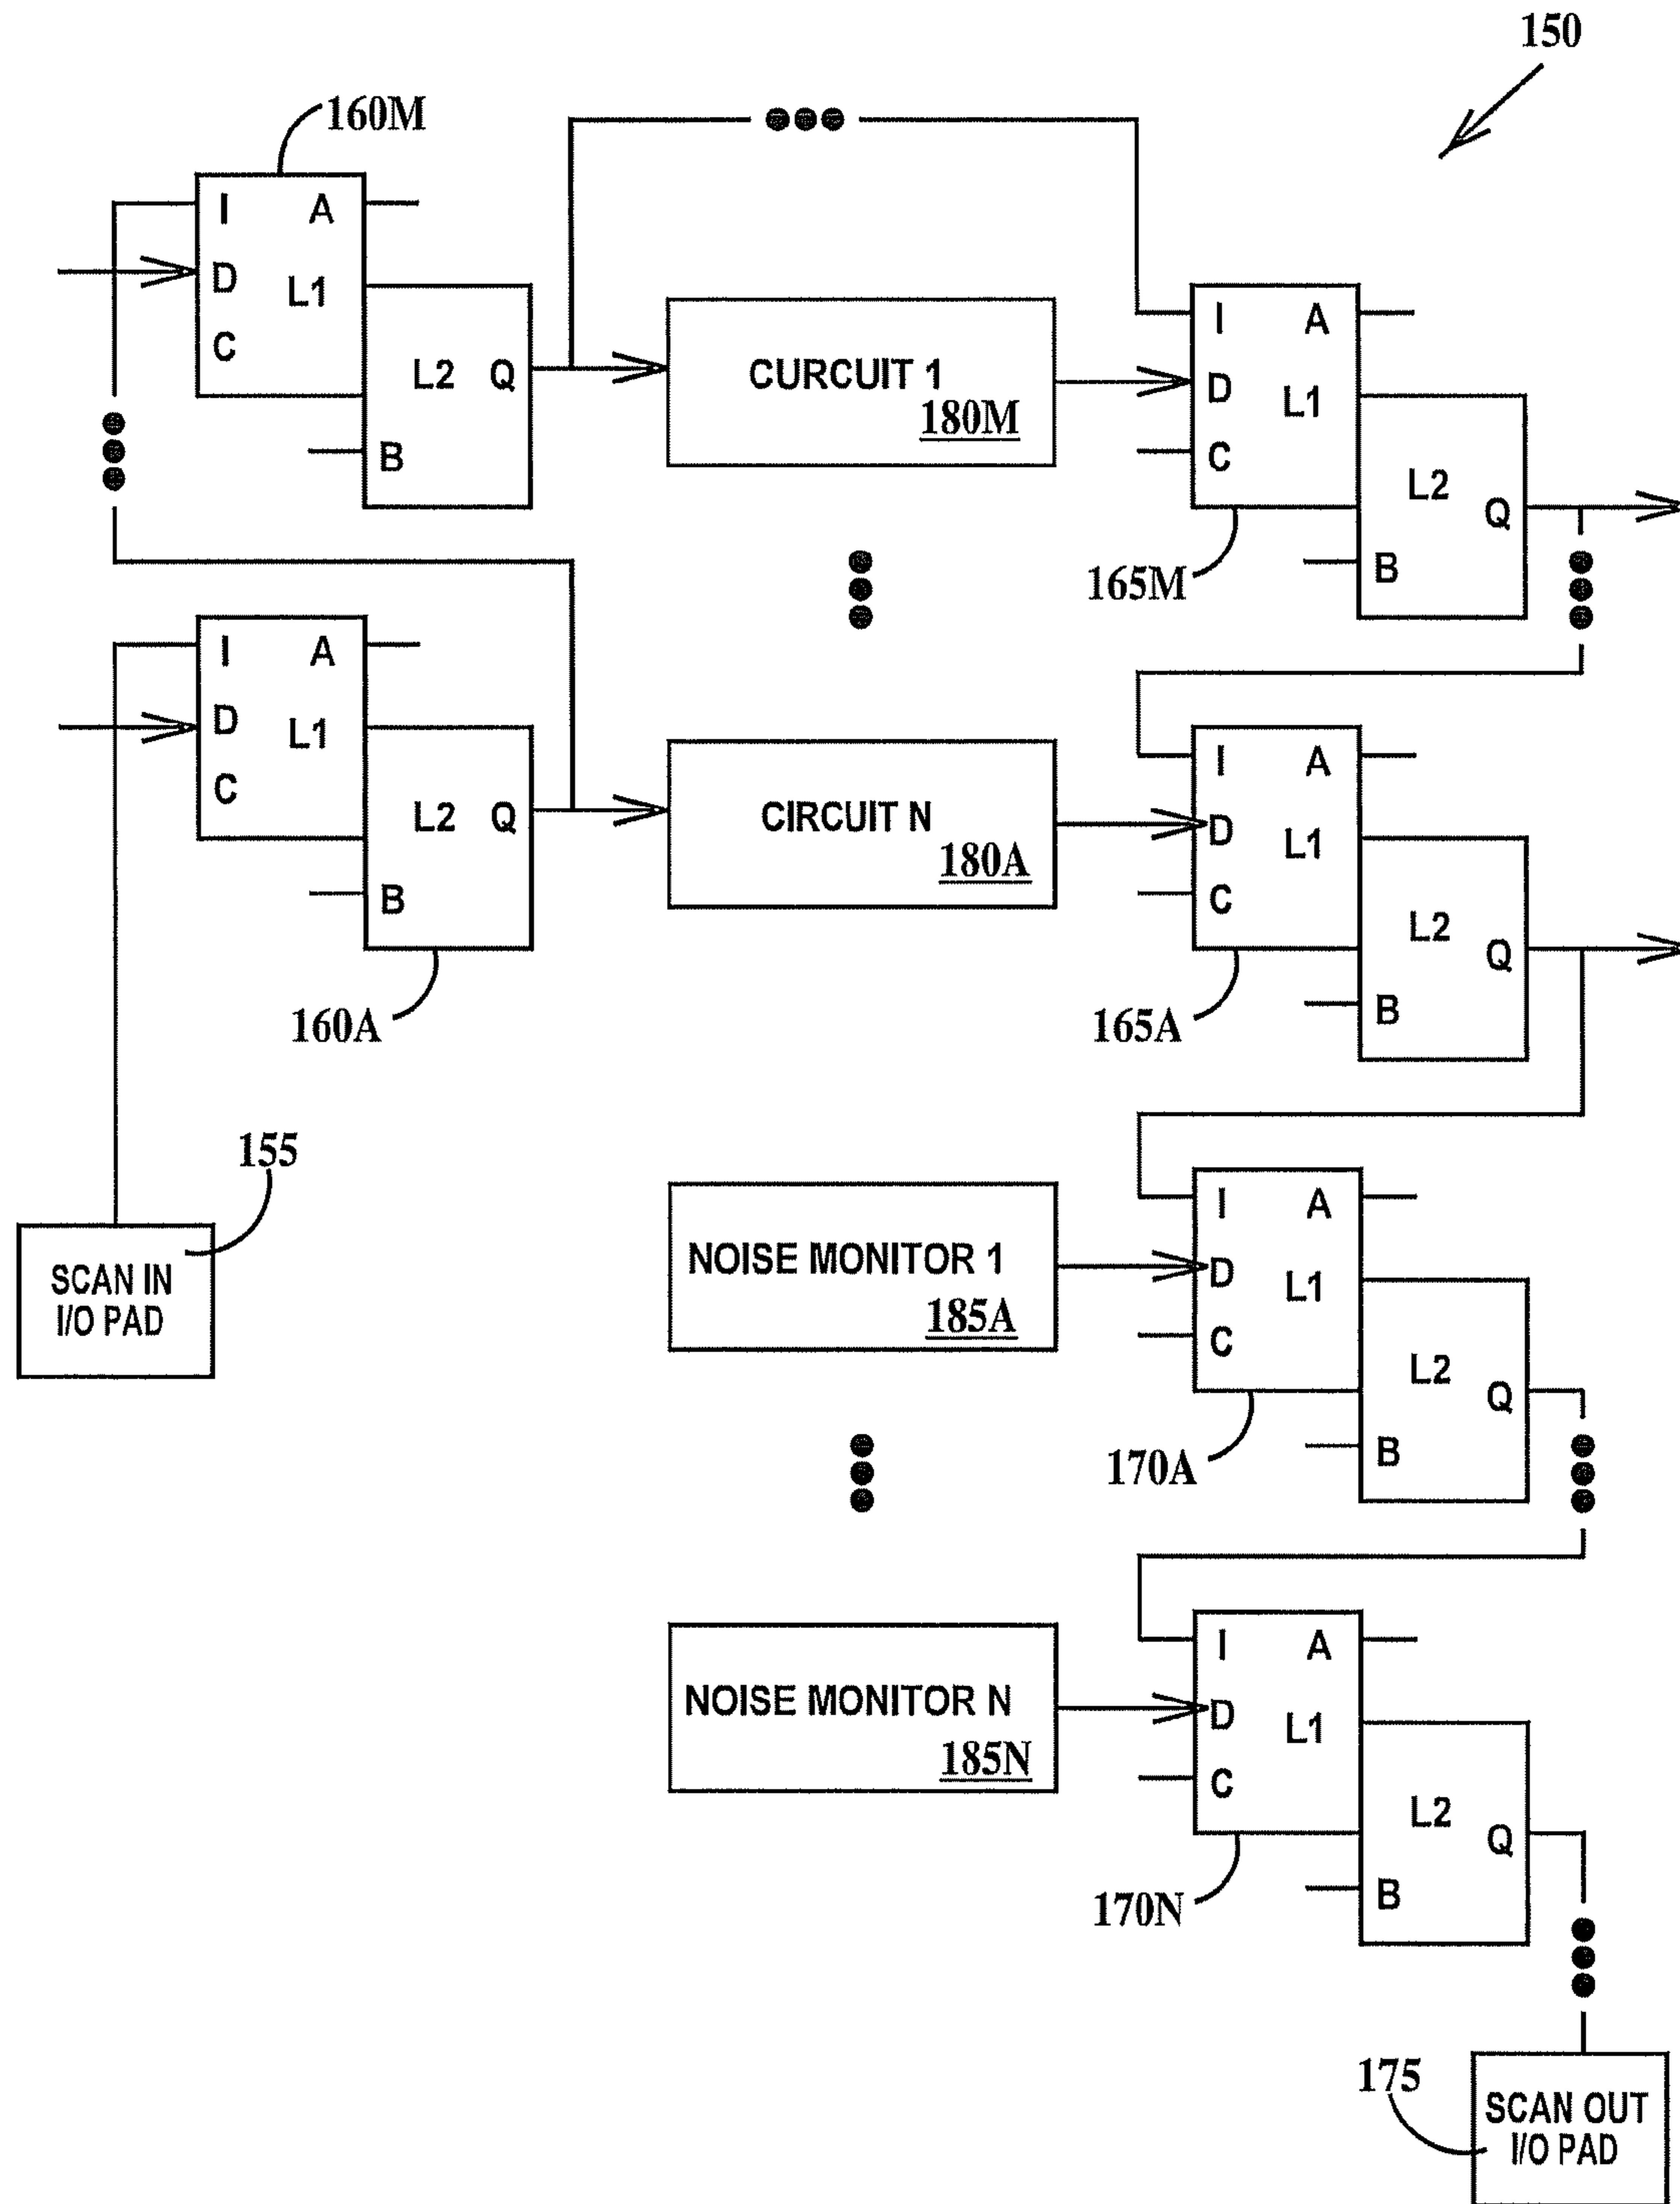 150
160M
I A
D L1
C
L2 Q
B
CURCUIT 1
180M
I A
D L1
C
L2
Q
B
165M
I A
D L1
C
L2 Q
B
160A
CIRCUIT N
180A
I A
D L1
C
L2
Q
B
165A
155
SCAN IN
I/O PAD
NOISE MONITOR 1
185A
I A
D L1
C
L2
Q
B
170A
NOISE MONITOR N
185N
I A
D L1
C
L2
Q
B
170N
175
SCAN OUT
I/O PAD